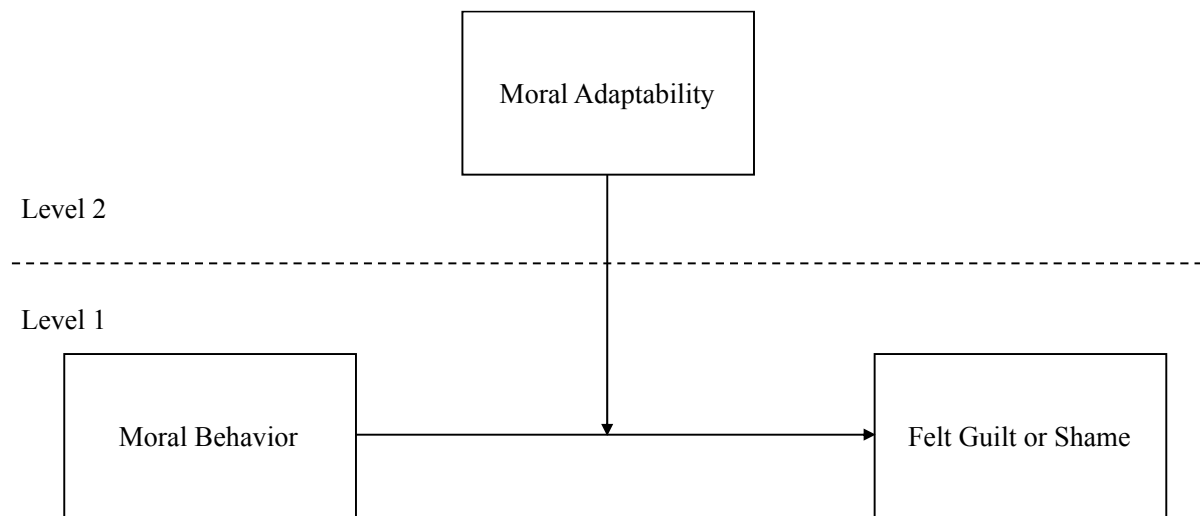 Moral Adaptability
Level 2
Level 1
Moral Behavior
Felt Guilt or Shame